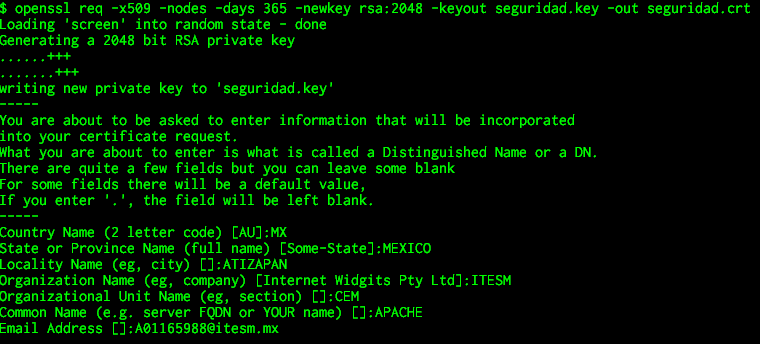 $ openssl req -x509 -nodes -days 365 -newkey rsa:2048 -keyout seguridad.key -out seguridad.crt
Loading 'screen' into random state - done
Generating a 2048 bit RSA private key
......+++
.......+++
writing new private key to 'seguridad.key'
-----
You are about to be asked to enter information that will be incorporated
into your certificate request.
What you are about to enter is what is called a Distinguished Name or a DN.
There are quite a few fields but you can leave some blank
For some fields there will be a default value,
If you enter '.', the field will be left blank.
-----
Country Name (2 letter code) [AU]:MX
State or Province Name (full name) [Some-State]:MEXICO
Locality Name (eg, city) []:ATIZAPAN
Organization Name (eg, company) [Internet Widgits Pty Ltd]:ITESM
Organizational Unit Name (eg, section) []:CEM
Common Name (e.g. server FQDN or YOUR name) []:APACHE
Email Address []:A01165988@itesm.mx